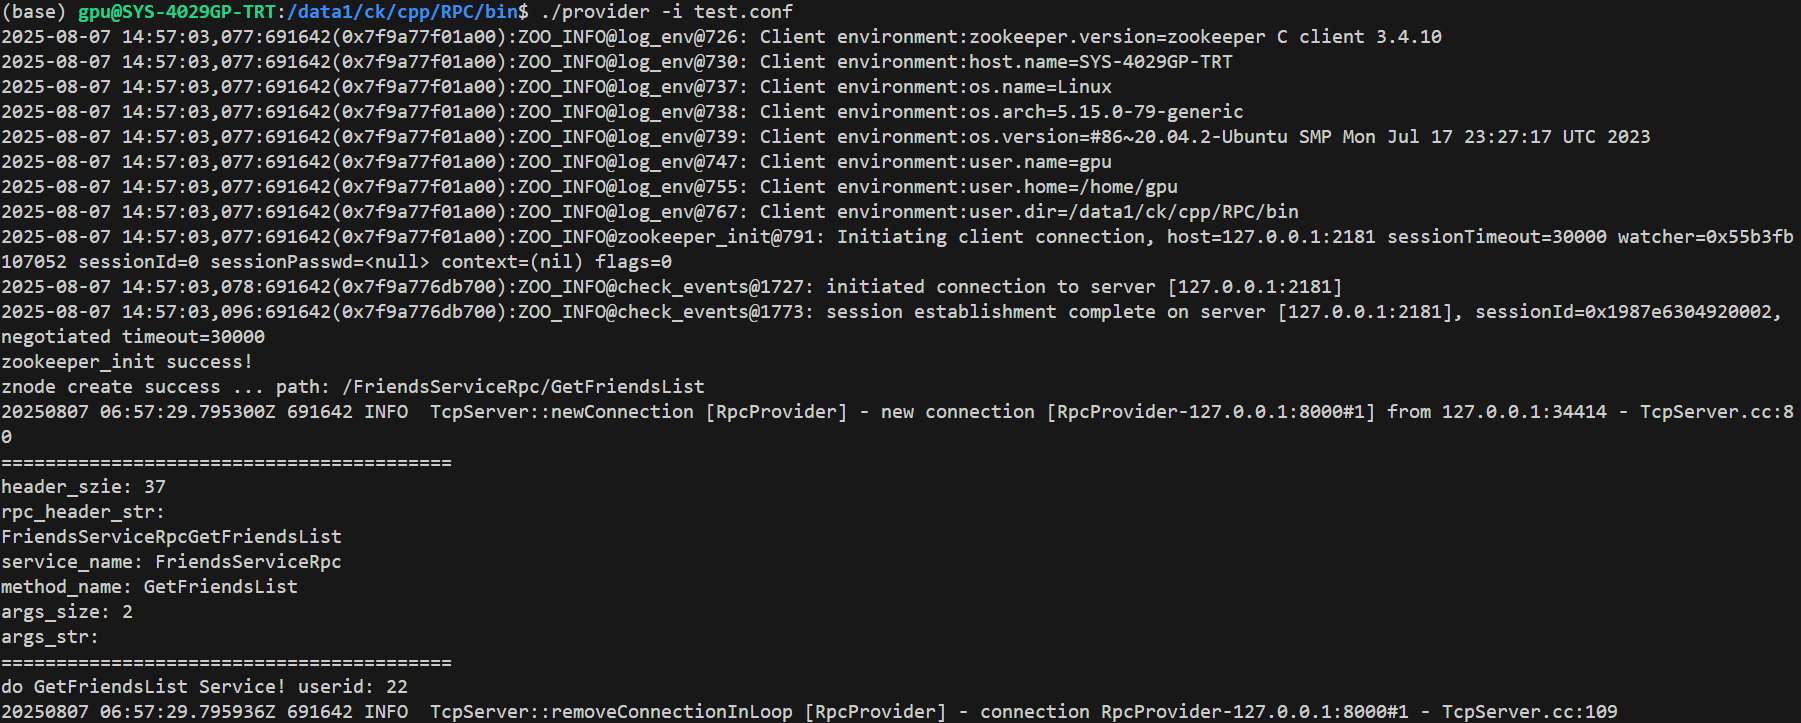 (base) gpu@SYS-4029GP-TRT:/data1/ck/cpp/RPC/bin$ ./provider -i test.conf
2025-08-07 14:57:03,077:691642(0x7f9a77f01a00):ZOO_INFO@log_env@726: Client environment:zookeeper.version=zookeeper C client 3.4.10
2025-08-07 14:57:03,077:691642(0x7f9a77f01a00):ZOO_INFO@log_env@730: Client environment:host.name=SYS-4029GP-TRT
2025-08-07 14:57:03,077:691642(0x7f9a77f01a00):ZOO_INFO@log_env@737: Client environment:os.name=Linux
2025-08-07 14:57:03,077:691642(0x7f9a77f01a00):ZOO_INFO@log_env@738: Client environment:os.arch=5.15.0-79-generic
2025-08-07 14:57:03,077:691642(0x7f9a77f01a00):ZOO_INFO@log_env@739: Client environment:os.version=#86~20.04.2-Ubuntu SMP Mon Jul 17 23:27:17 UTC 2023
2025-08-07 14:57:03,077:691642(0x7f9a77f01a00):ZOO_INFO@log_env@747: Client environment:user.name=gpu
2025-08-07 14:57:03,077:691642(0x7f9a77f01a00):ZOO_INFO@log_env@755: Client environment:user.home=/home/gpu
2025-08-07 14:57:03,077:691642(0x7f9a77f01a00):ZOO_INFO@log_env@767: Client environment:user.dir=/data1/ck/cpp/RPC/bin
2025-08-07 14:57:03,077:691642(0x7f9a77f01a00):ZOO_INFO@zookeeper_init@791: Initiating client connection, host=127.0.0.1:2181 sessionTimeout=30000 watcher=0x55b3fb
107052 sessionId=0 sessionPasswd=<null> context=(nil) flags=0
2025-08-07 14:57:03,078:691642(0x7f9a776db700):ZOO_INFO@check_events@1727: initiated connection to server [127.0.0.1:2181]
2025-08-07 14:57:03,096:691642(0x7f9a776db700):ZOO_INFO@check_events@1773: session establishment complete on server [127.0.0.1:2181], sessionId=0x1987e6304920002,
negotiated timeout=30000
zookeeper_init success!
znode create success ... path: /FriendsServiceRpc/GetFriendsList
20250807 06:57:29.795300Z 691642 INFO  TcpServer::newConnection [RpcProvider] - new connection [RpcProvider-127.0.0.1:8000#1] from 127.0.0.1:34414 - TcpServer.cc:8
0
=========================================
header_szie: 37
rpc_header_str:
FriendsServiceRpcGetFriendsList
service_name: FriendsServiceRpc
method_name: GetFriendsList
args_size: 2
args_str:
=========================================
do GetFriendsList Service! userid: 22
20250807 06:57:29.795936Z 691642 INFO  TcpServer::removeConnectionInLoop [RpcProvider] - connection RpcProvider-127.0.0.1:8000#1 - TcpServer.cc:109